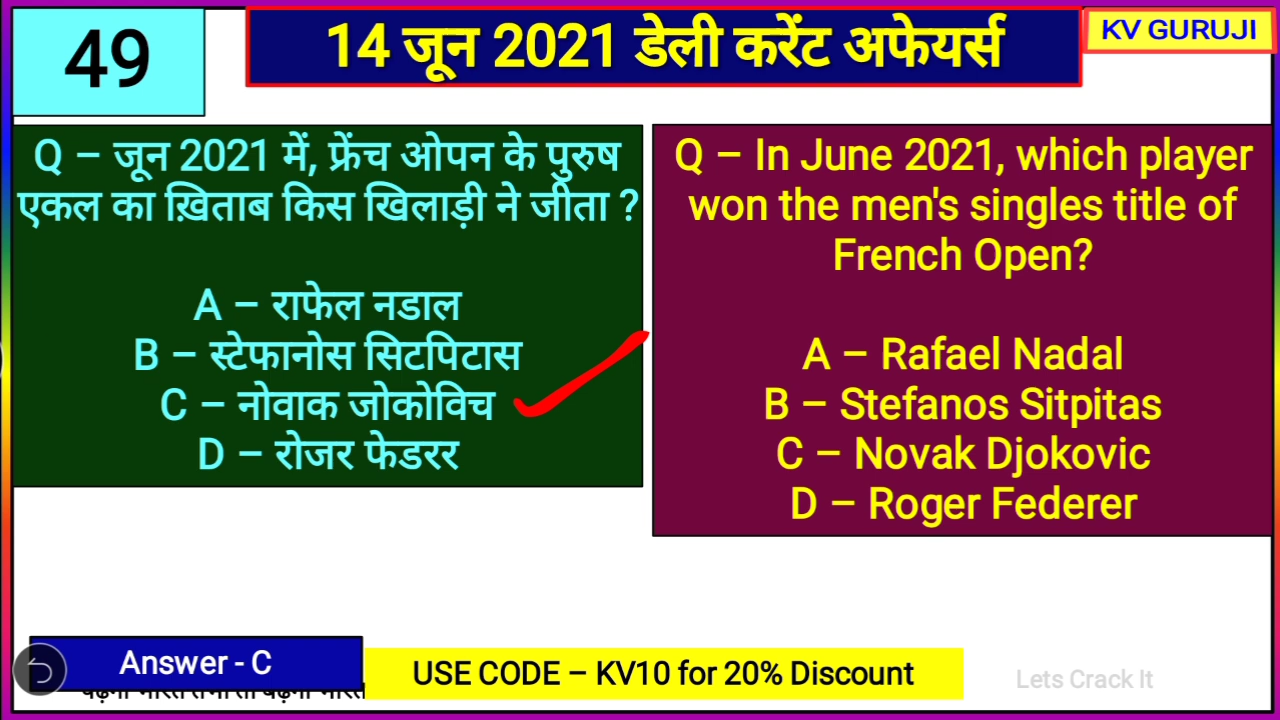 49
14 जून 2021 डेली करेंट अफेयर्स
KV GURUJI
Q – जून 2021 में, फ्रेंच ओपन के पुरुष
एकल का ख़िताब किस खिलाड़ी ने जीता ?
A – राफेल नडाल
B – स्टेफानोस सिटपिटास
C – नोवाक जोकोविच
D – रोजर फेडरर
Q – In June 2021, which player
won the men's singles title of
French Open?
A – Rafael Nadal
B – Stefanos Sitpitas
C – Novak Djokovic
D – Roger Federer
Answer - C
USE CODE – KV10 for 20% Discount
Lets Crack It